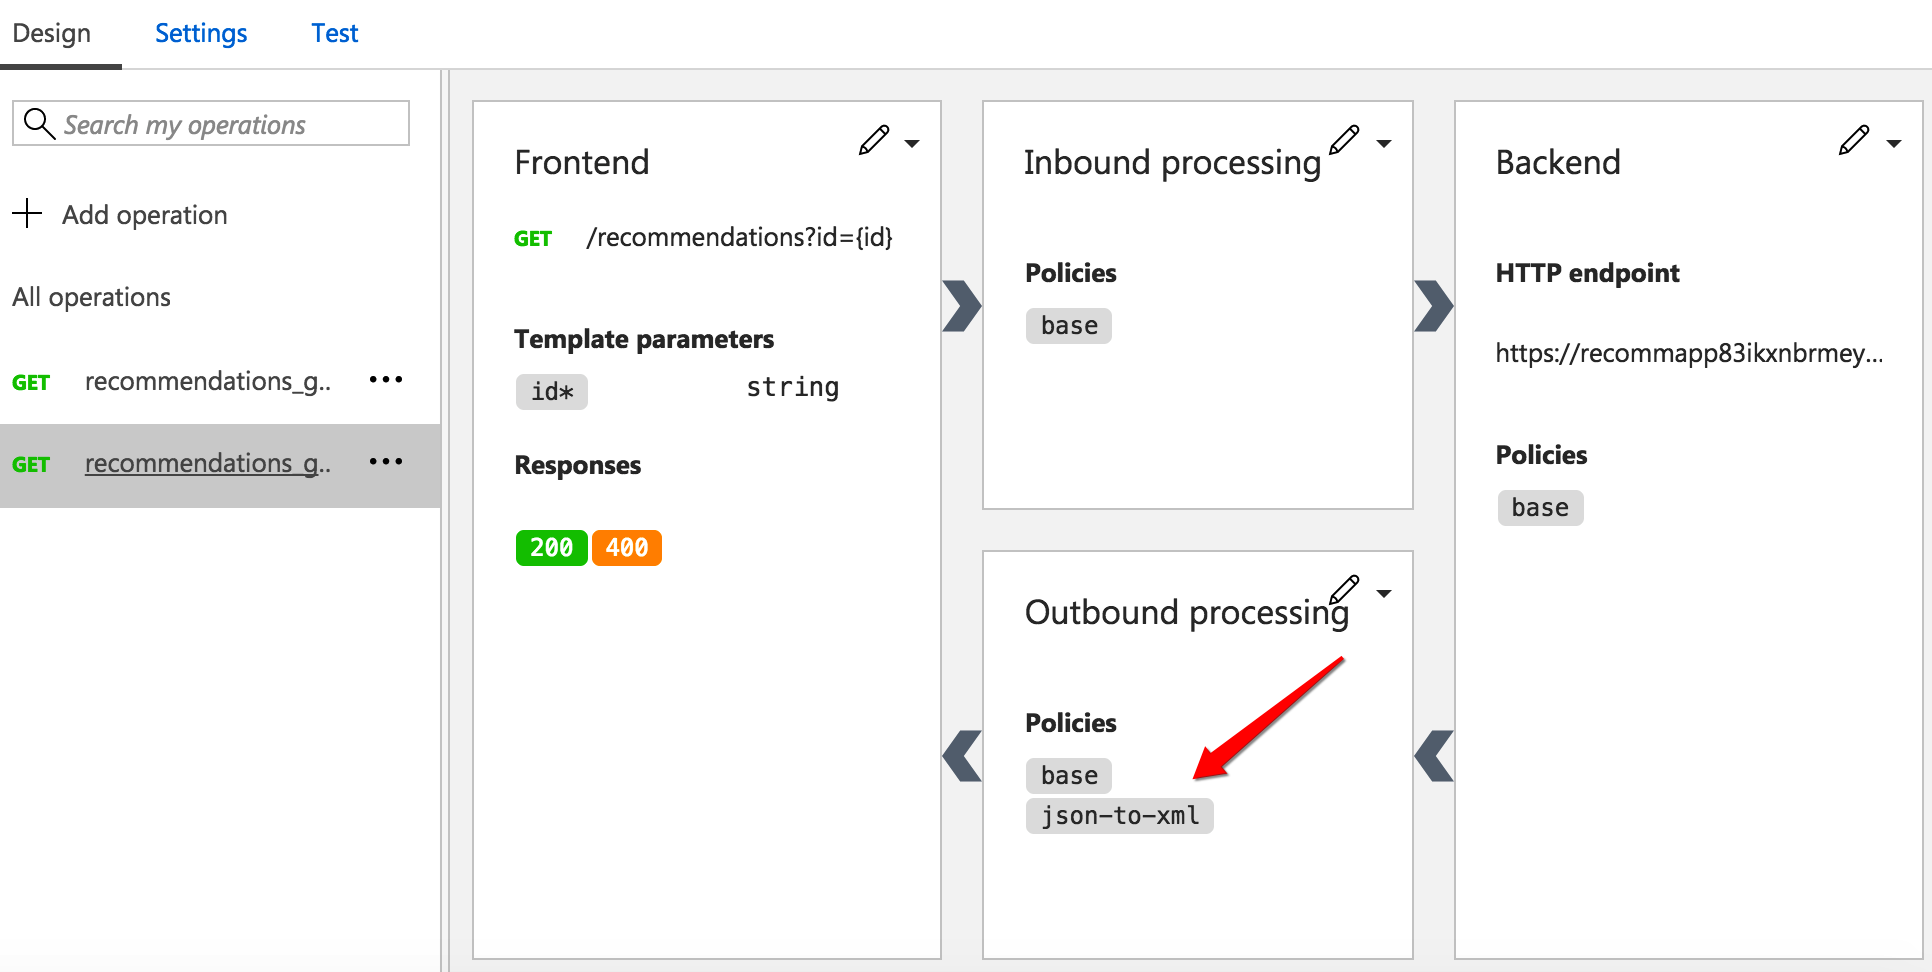 Design Settings Test
Search my operations
Add operation
All operations
GET recommendations_g..
GET recommendations_g..
Frontend
GET /recommendations?id={id}
Template parameters
id* string
Responses
200 400
Inbound processing
Policies
base
Backend
HTTP endpoint
https://recommapp83ikxnbrmey...
Policies
base
Outbound processing
Policies
base
json-to-xml